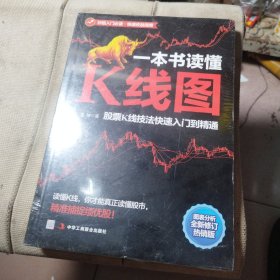 一本书读懂
K线图
股票K线技法快速入门到精通
读懂K线，你才能真正读懂股市，
精准捕捉绩优股！
图表分析
全新修订
热销版
中华工商联合出版社